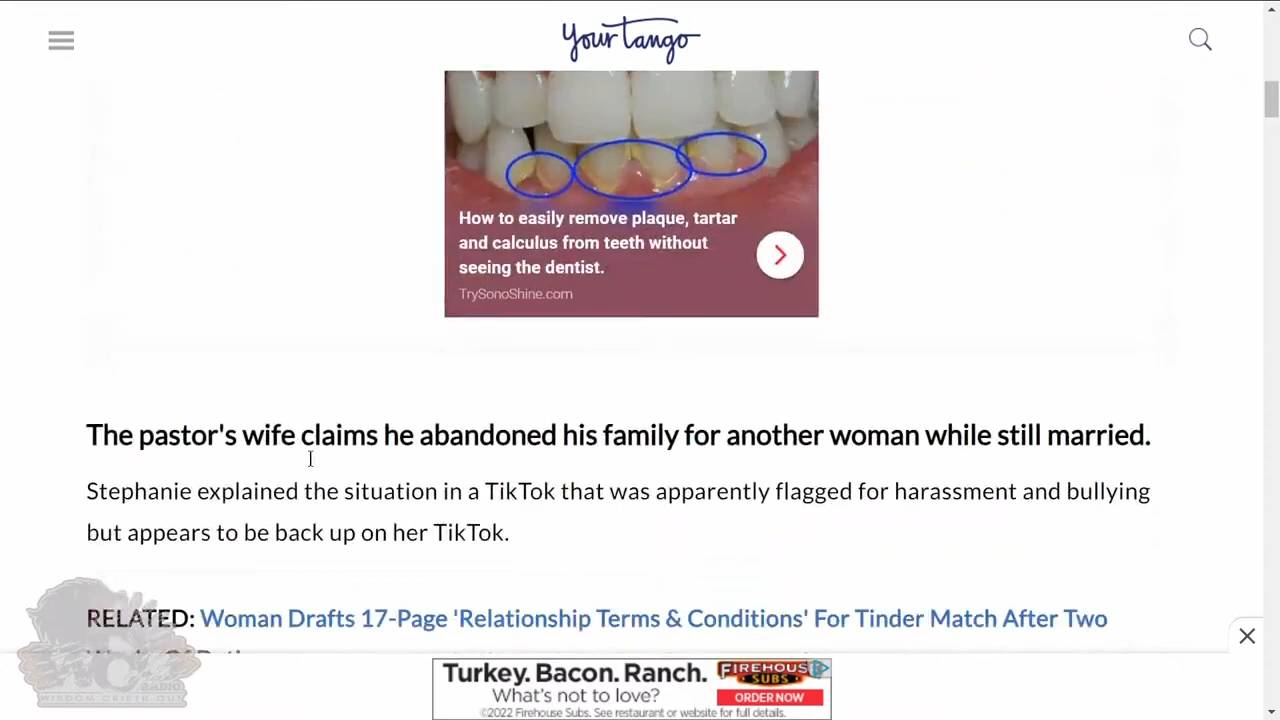 yourtango
How to easily remove plaque, tartar
and calculus from teeth without
seeing the dentist.
TrySonoShine.com
The pastor's wife claims he abandoned his family for another woman while still married.
Stephanie explained the situation in a TikTok that was apparently flagged for harassment and bullying
but appears to be back up on her TikTok.
RELATED: Woman Drafts 17-Page 'Relationship Terms & Conditions' For Tinder Match After Two
RADIO
WISDOM CRIETH OUT
Turkey. Bacon. Ranch.
What's not to love?
FIREHOUSE
SUBS
ORDER NOW
©2022 Firehouse Subs. See restaurant or website for full details.